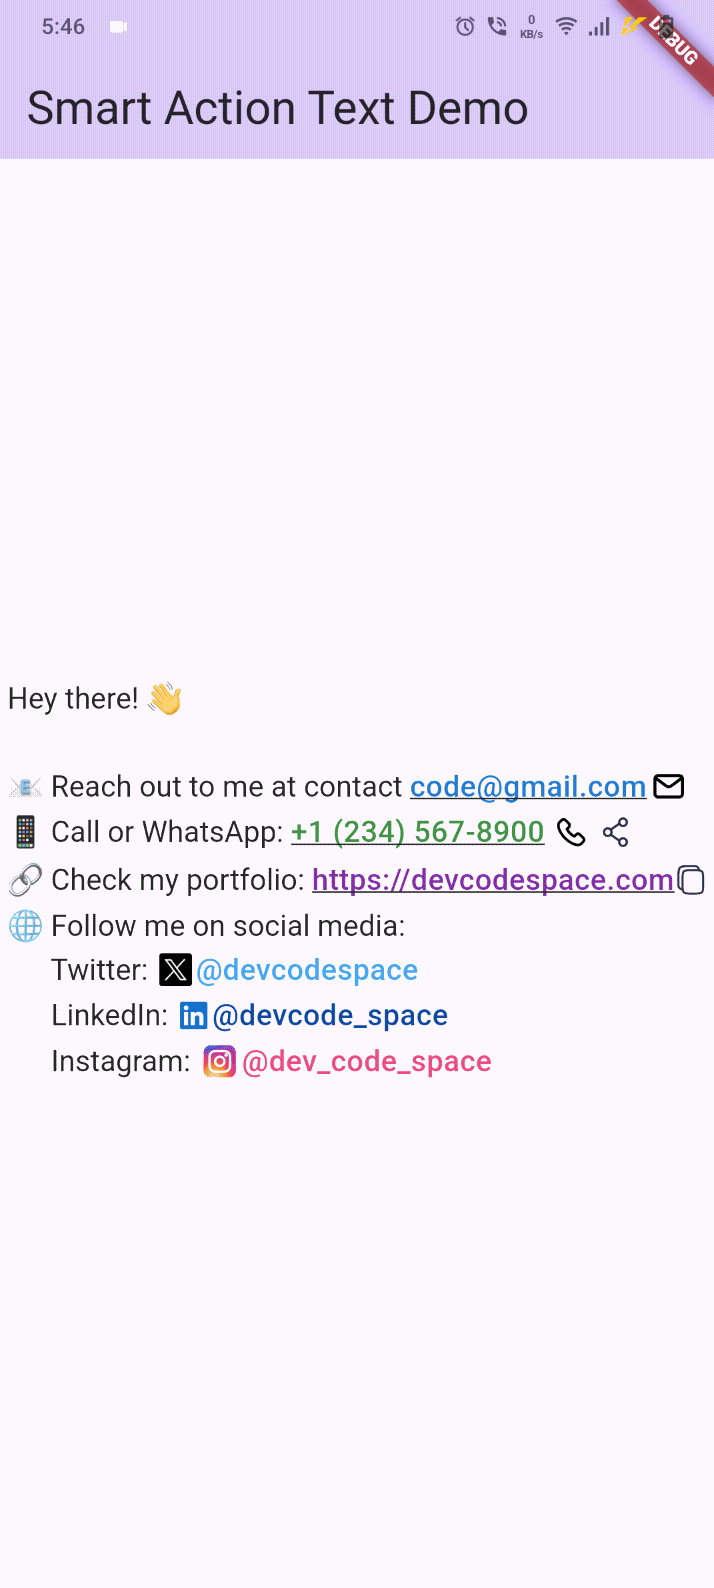 5:46
0
KB/s
DEBUG
Smart Action Text Demo
Hey there! 👋
📧 Reach out to me at contact code@gmail.com
📱 Call or WhatsApp: +1 (234) 567-8900
🔗 Check my portfolio: https://devcodespace.com
🌐 Follow me on social media:
Twitter: X @devcodespace
LinkedIn: in @devcode_space
Instagram: @dev_code_space